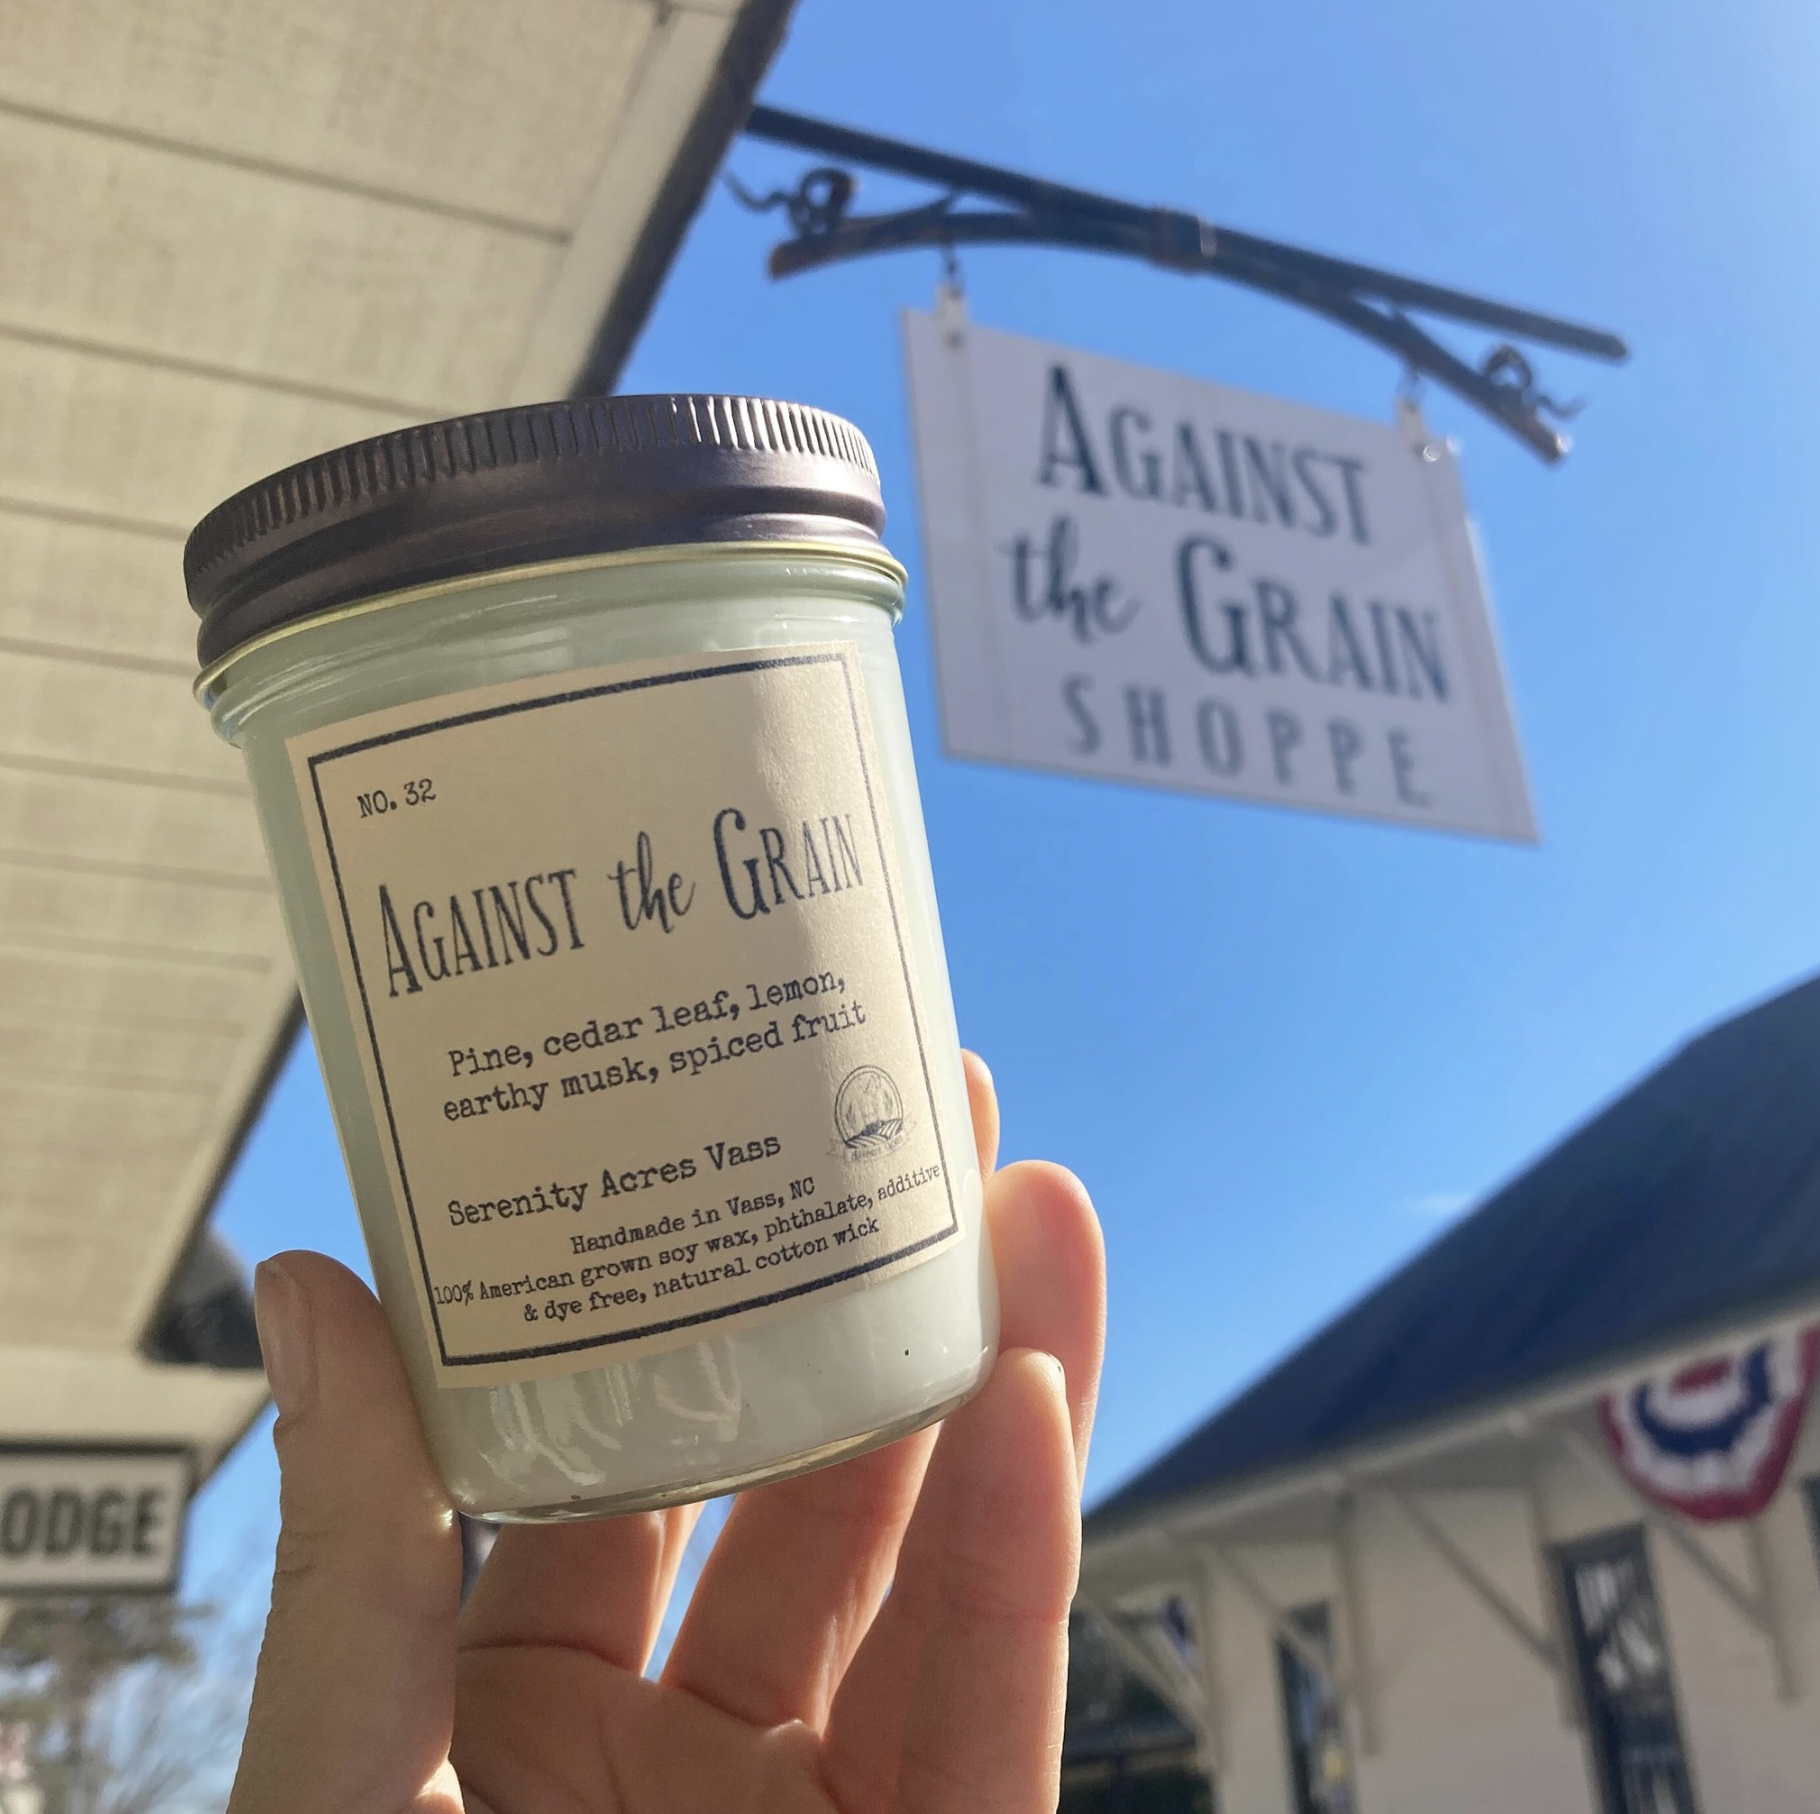 NO. 32
AGAINST the GRAIN
Pine, cedar leaf, lemon,
earthy musk, spiced fruit
Serenity Acres Vass
Handmade in Vass, NC
100% American grown soy wax, phthalate, additive
& dye free, natural cotton wick
AGAINST
the GRAIN
SHOPPE
ODGE